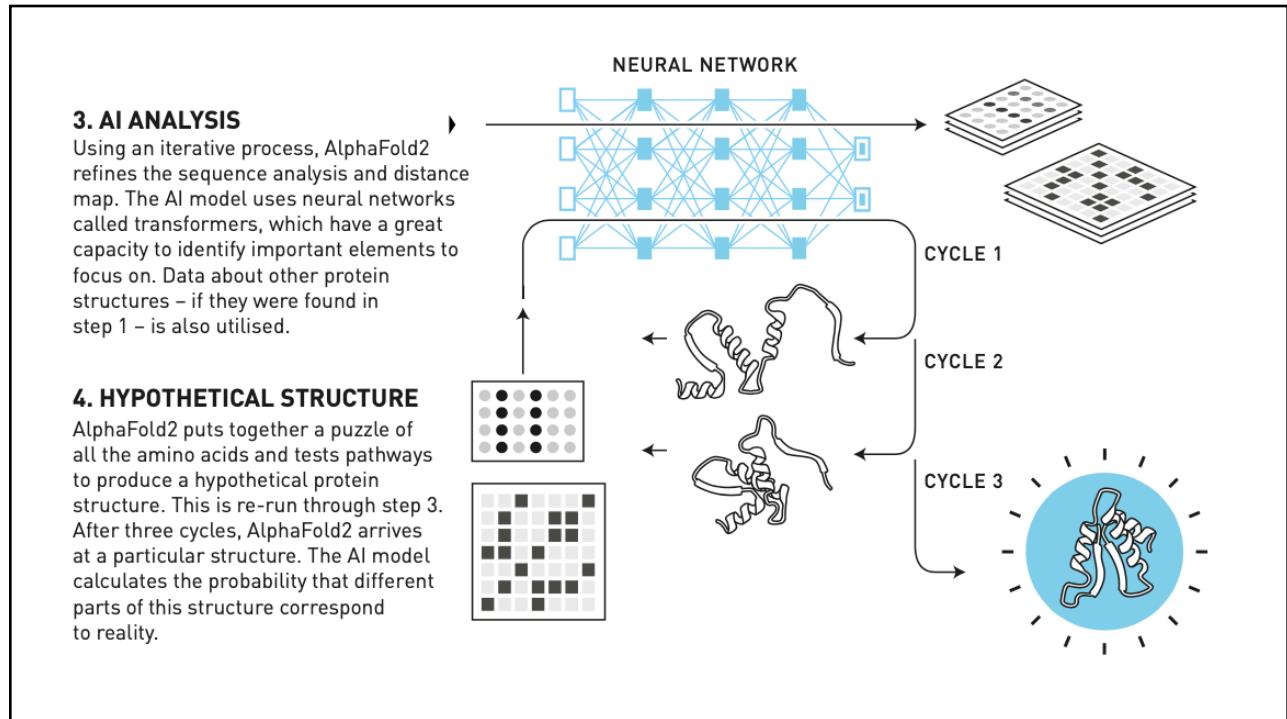 NEURAL NETWORK
3. AI ANALYSIS
Using an iterative process, AlphaFold2
refines the sequence analysis and distance
map. The AI model uses neural networks
called transformers, which have a great
capacity to identify important elements to
focus on. Data about other protein
structures – if they were found in
step 1 – is also utilised.
4. HYPOTHETICAL STRUCTURE
AlphaFold2 puts together a puzzle of
all the amino acids and tests pathways
to produce a hypothetical protein
structure. This is re-run through step 3.
After three cycles, AlphaFold2 arrives
at a particular structure. The AI model
calculates the probability that different
parts of this structure correspond
to reality.
CYCLE 1
CYCLE 2
CYCLE 3